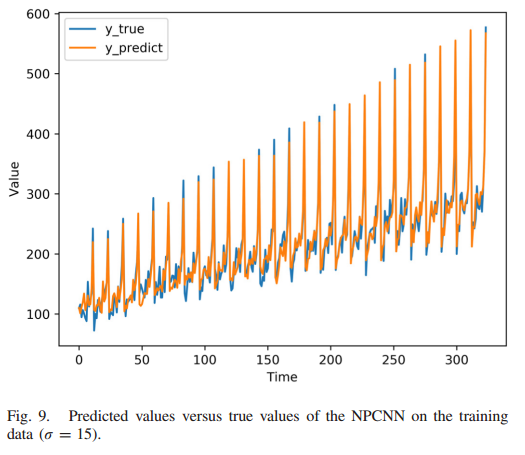 600
500
400
300
200
100
Value
y_true
y_predict
0
50
100
150
200
250
300
Time
Fig. 9. Predicted values versus true values of the NPCNN on the training
data (σ = 15).